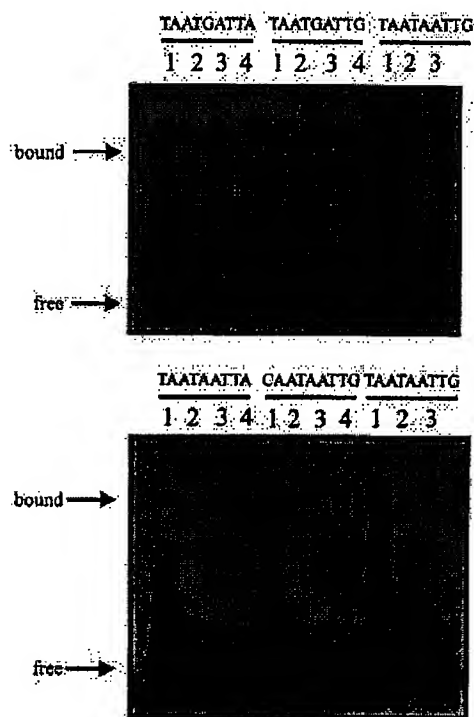 TAATGATTA TAATGATTG TAATAATTG
1 2 3 4 1 2 3 4 1 2 3
bound
free
TAATAATTA CAATAATTG TAATAATTG
1 2 3 4 1 2 3 4 1 2 3
bound
free